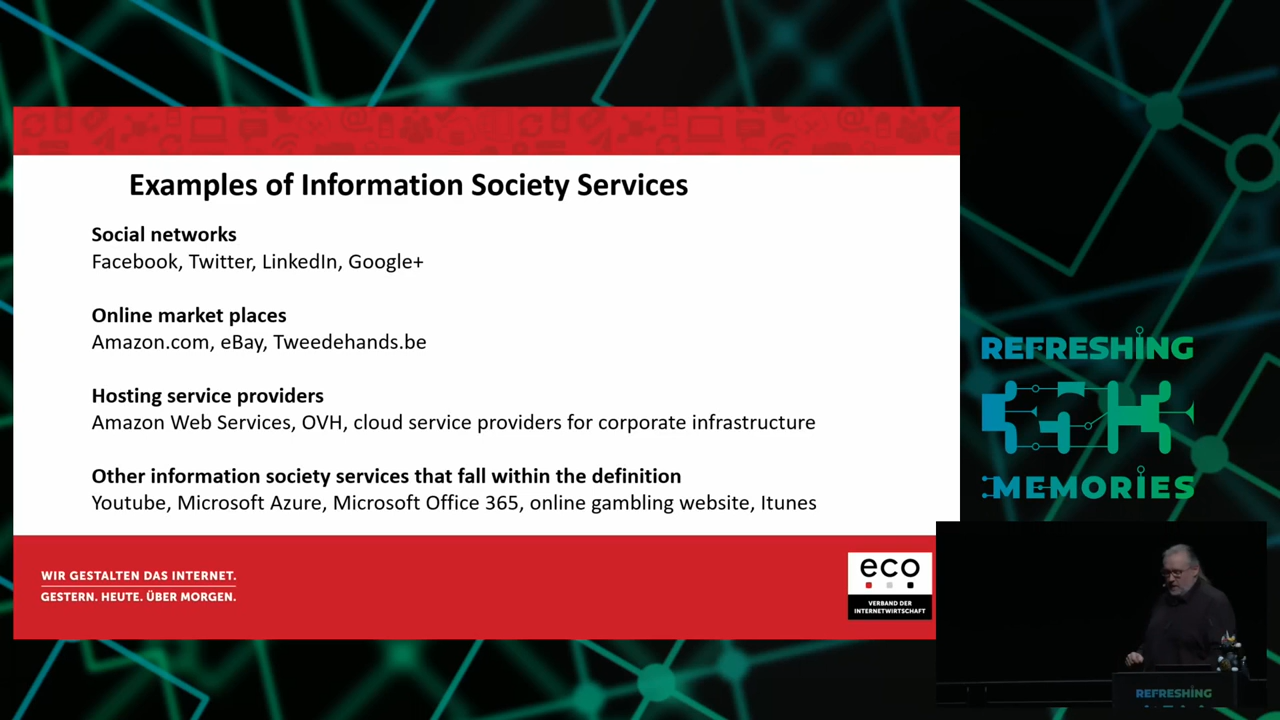 Examples of Information Society Services
Social networks
Facebook, Twitter, LinkedIn, Google+
Online market places
Amazon.com, eBay, Tweedehands.be
Hosting service providers
Amazon Web Services, OVH, cloud service providers for corporate infrastructure
Other information society services that fall within the definition
Youtube, Microsoft Azure, Microsoft Office 365, online gambling website, Itunes
WIR GESTALTEN DAS INTERNET.
GESTERN. HEUTE. ÜBER MORGEN.
eco
VERBAND DER
INTERNETWIRTSCHAFT
REFRESHING
MEMORIES
REFRESHING